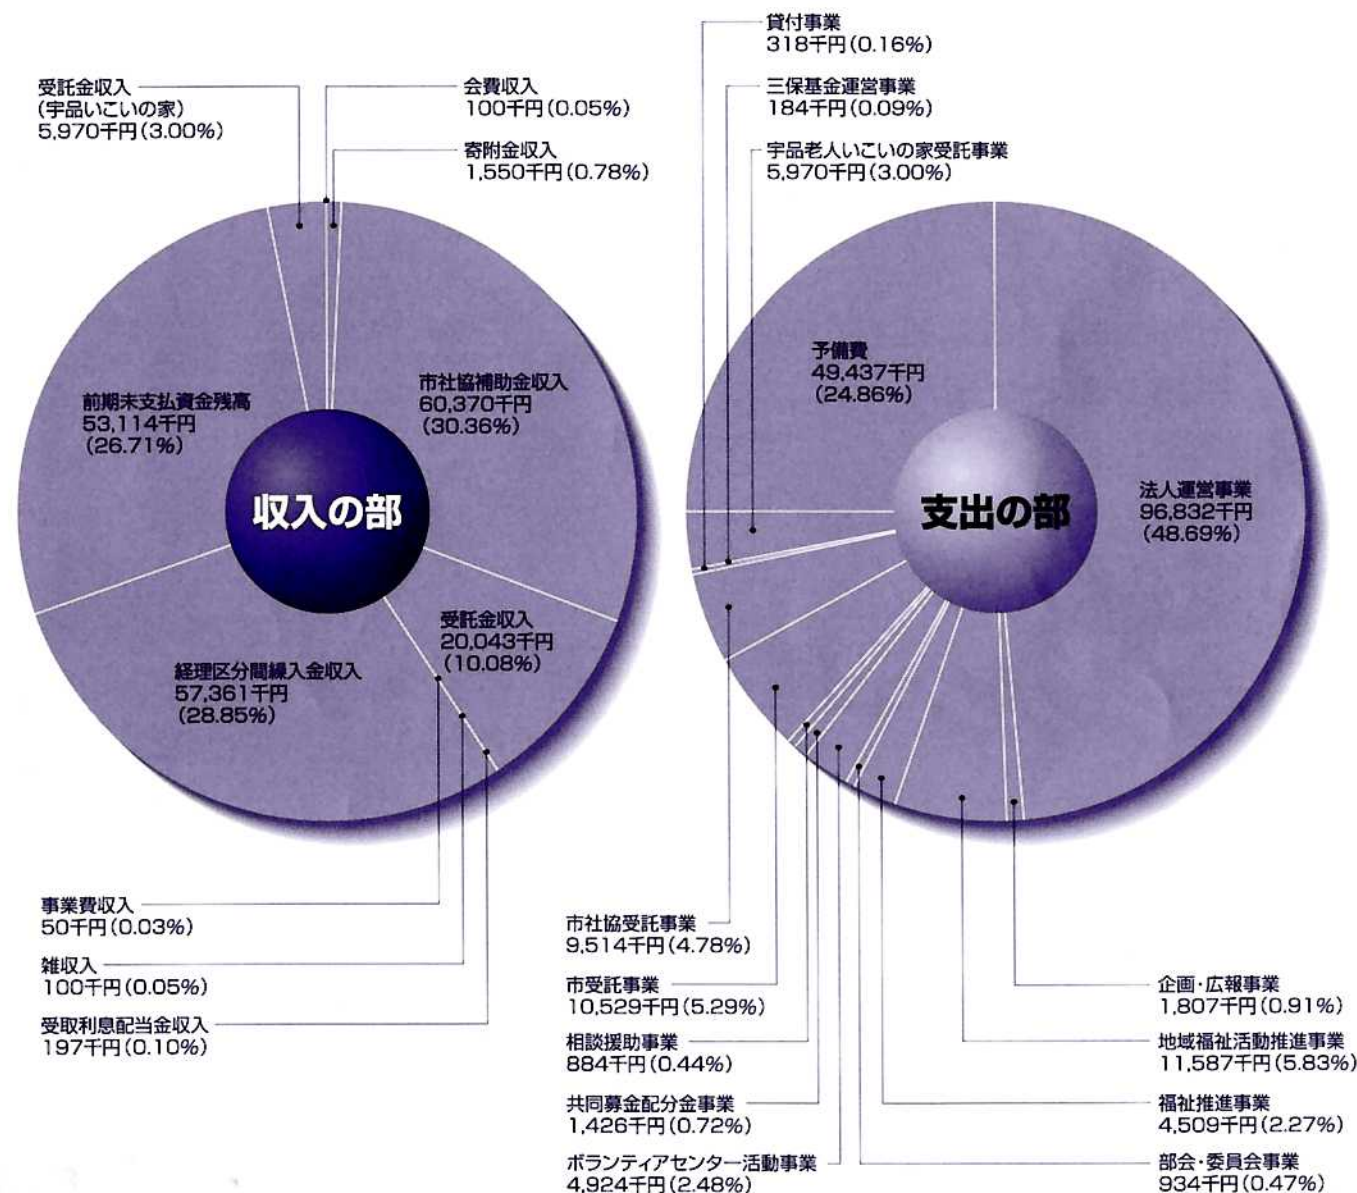 受託金収入
(宇品いこいの家)
5,970千円(3.00%)
会費収入
100千円(0.05%)
寄附金収入
1,550千円(0.78%)
市社協補助金収入
60,370千円
(30.36%)
前期末支払資金残高
53,114千円
(26.71%)
収入の部
受託金収入
20,043千円
(10.08%)
経理区分間繰入金収入
57,361千円
(28.85%)
事業費収入
50千円(0.03%)
雑収入
100千円(0.05%)
受取利息配当金収入
197千円(0.10%)
貸付事業
318千円(0.16%)
三保基金運営事業
184千円(0.09%)
宇品老人いこいの家受託事業
5,970千円(3.00%)
予備費
49,437千円
(24.86%)
支出の部
法人運営事業
96,832千円
(48.69%)
市社協受託事業
9,514千円(4.78%)
市受託事業
10,529千円(5.29%)
相談援助事業
884千円(0.44%)
共同募金配分金事業
1,426千円(0.72%)
ボランティアセンター活動事業
4,924千円(2.48%)
企画・広報事業
1,807千円(0.91%)
地域福祉活動推進事業
11,587千円(5.83%)
福祉推進事業
4,509千円(2.27%)
部会・委員会事業
934千円(0.47%)